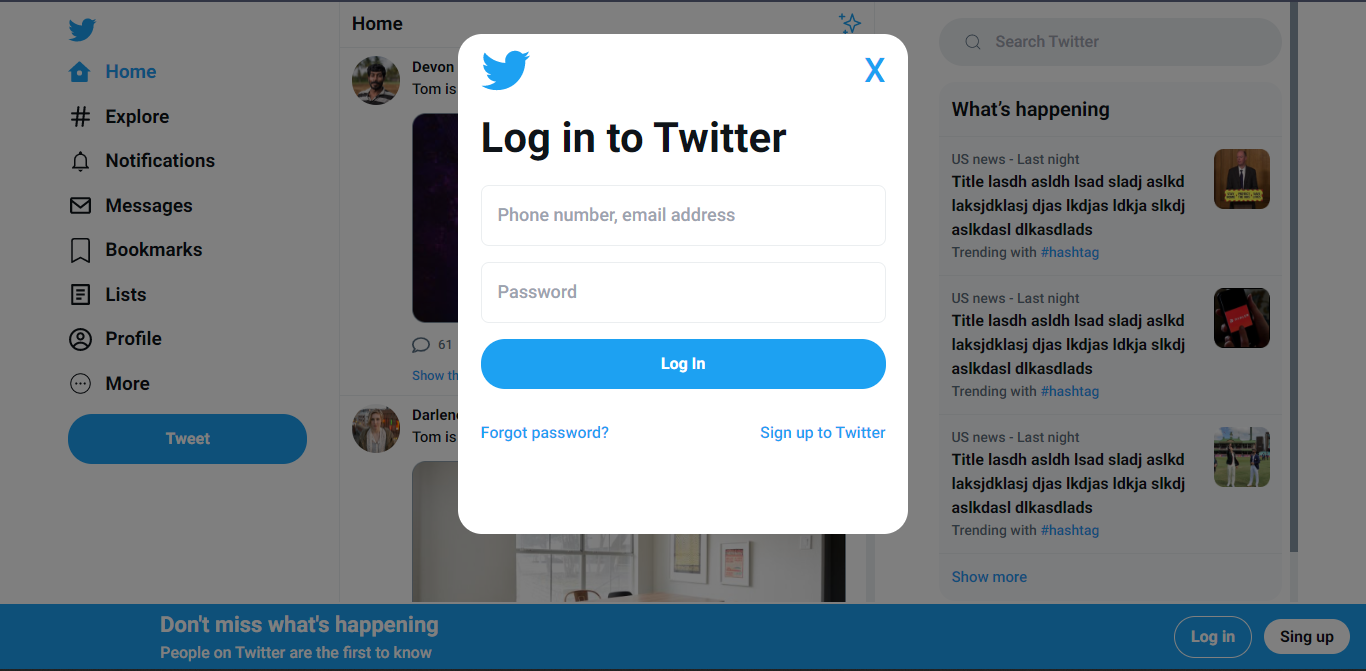 Home
Explore
Notifications
Messages
Bookmarks
Lists
Profile
More
Tweet
Home
Devon
Tom is
61
Show th
Darlene
Tom is
X
Log in to Twitter
Phone number, email address
Password
Log In
Forgot password?
Sign up to Twitter
Search Twitter
What’s happening
US news - Last night
Title lasdh asldh lsad sladj aslkd
laksjdklasj djas lkdjas ldkja slkdj
aslkdasl dlkasdlads
Trending with #hashtag
US news - Last night
Title lasdh asldh lsad sladj aslkd
laksjdklasj djas lkdjas ldkja slkdj
aslkdasl dlkasdlads
Trending with #hashtag
US news - Last night
Title lasdh asldh lsad sladj aslkd
laksjdklasj djas lkdjas ldkja slkdj
aslkdasl dlkasdlads
Trending with #hashtag
Show more
Don't miss what's happening
People on Twitter are the first to know
Log in
Sing up